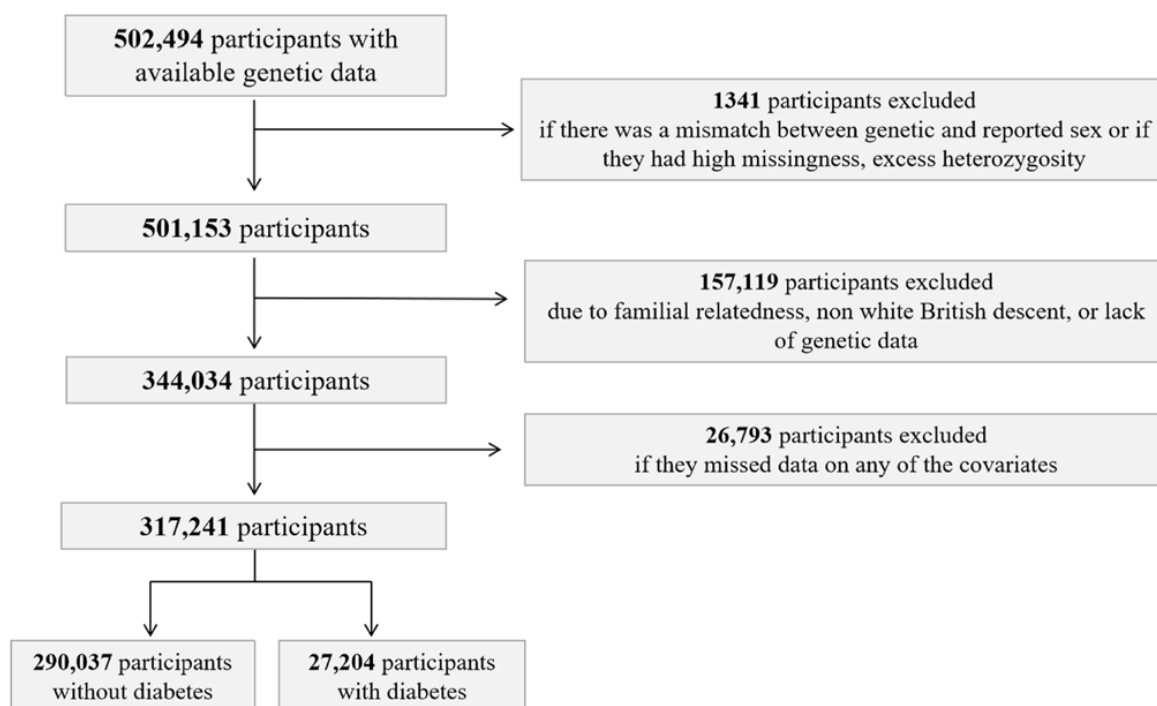 502,494 participants with
available genetic data
1341 participants excluded
if there was a mismatch between genetic and reported sex or if
they had high missingness, excess heterozygosity
501,153 participants
157,119 participants excluded
due to familial relatedness, non white British descent, or lack
of genetic data
344,034 participants
26,793 participants excluded
if they missed data on any of the covariates
317,241 participants
290,037 participants
without diabetes
27,204 participants
with diabetes